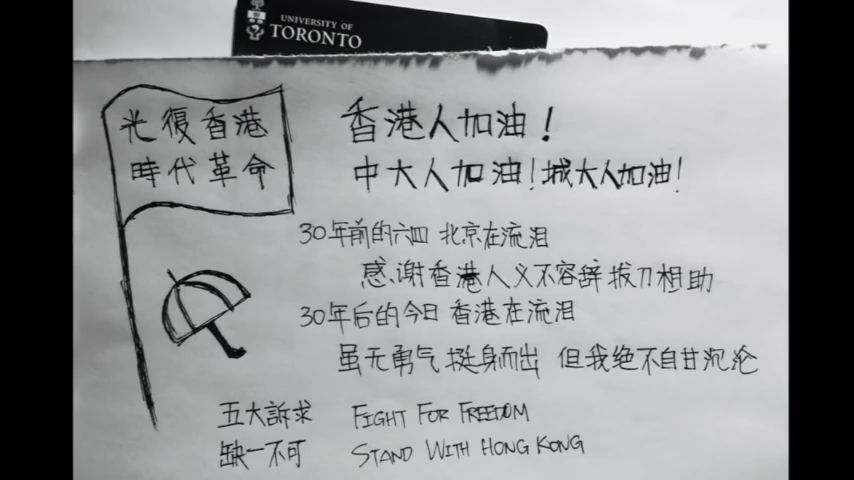 UNIVERSITY OF
TORONTO
光復香港
時代革命
香港人加油！
中大人加油！城大人加油！
30年前的六四 北京在流泪
感谢香港人义不容辞 拔刀相助
30年后的今日 香港在流泪
虽无勇气 挺身而出 但我绝不自甘沉沦
五大訴求 FIGHT FOR FREEDOM
缺一不可 STAND WITH HONG KONG